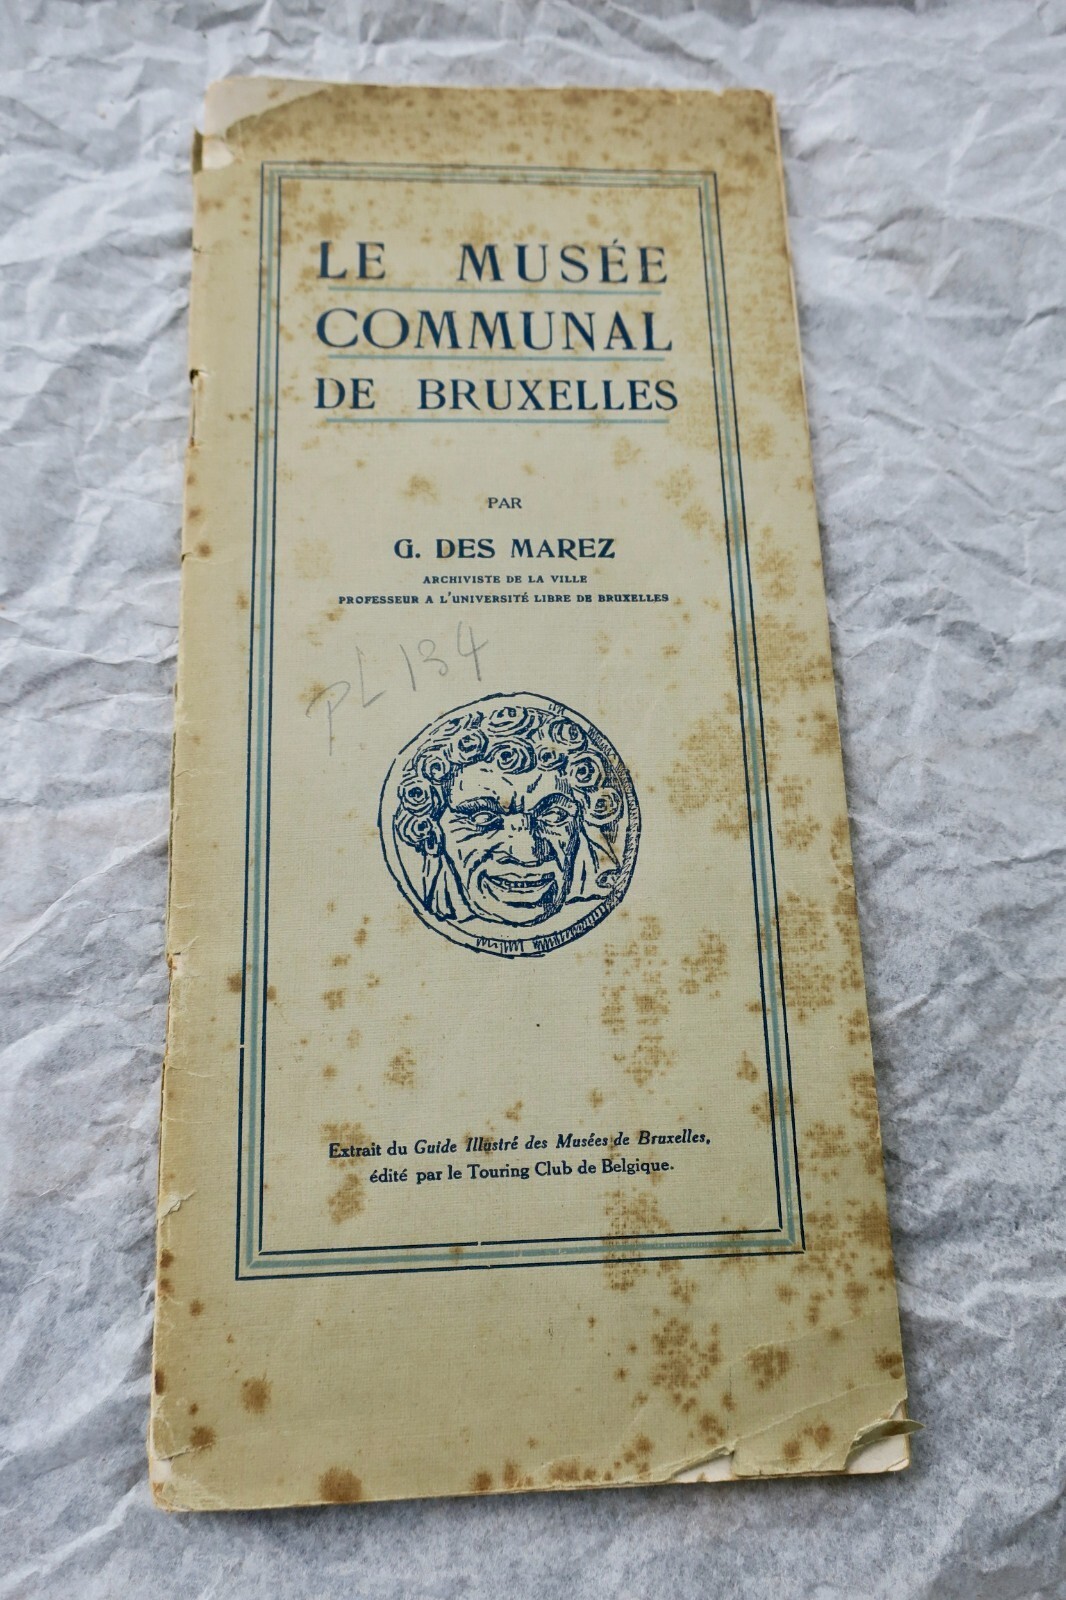 LE MUSÉE
COMMUNAL
DE BRUXELLES
PAR
G. DES MAREZ
ARCHIVISTE DE LA VILLE
PROFESSEUR A L'UNIVERSITÉ LIBRE DE BRUXELLES
PL 134
Extrait du Guide Illustré des Musées de Bruxelles,
édité par le Touring Club de Belgique.